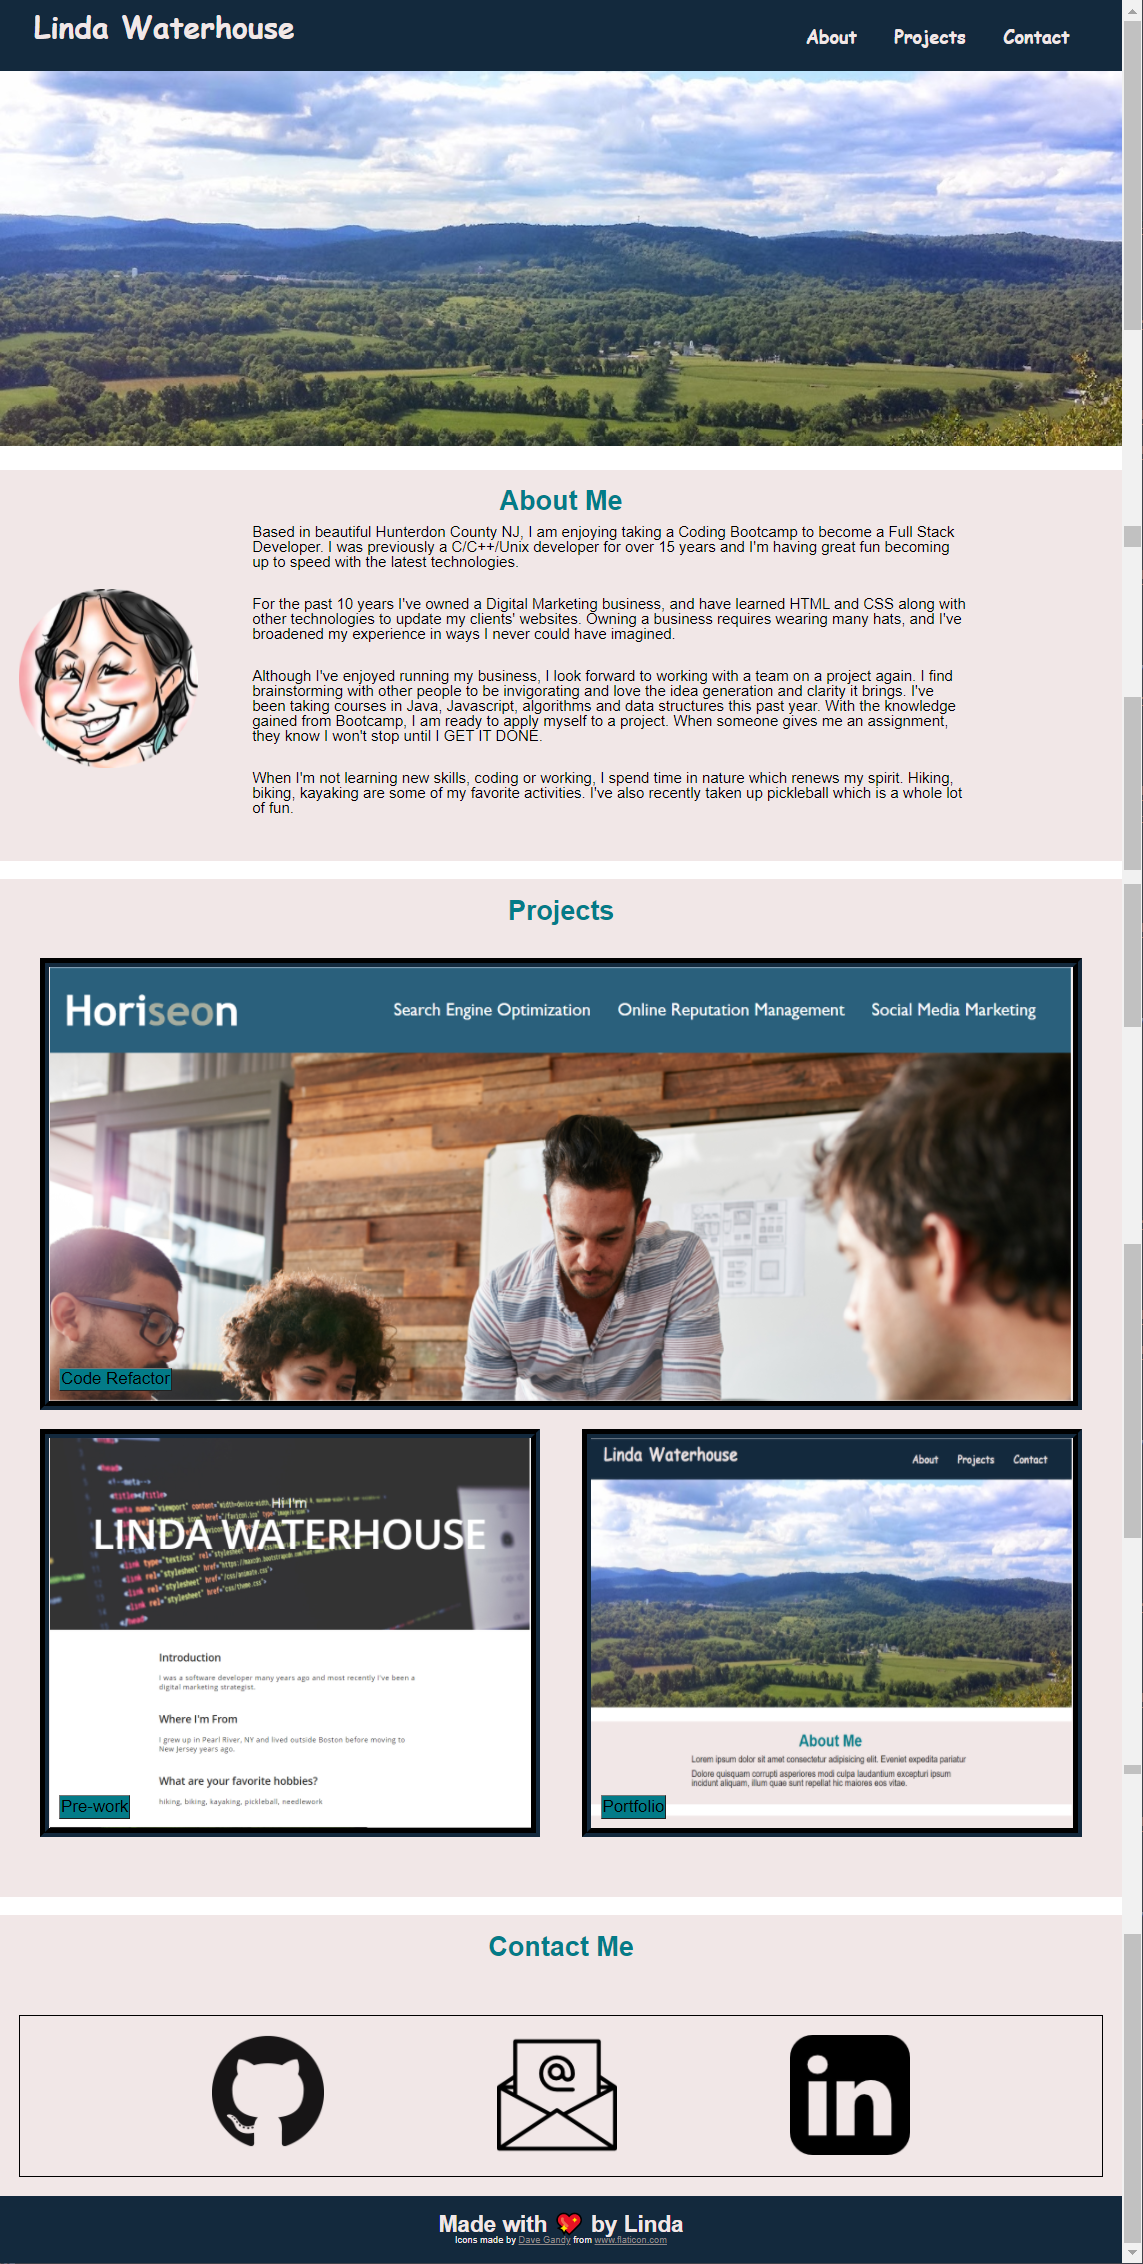 Linda Waterhouse
About Projects Contact
About Me
Based in beautiful Hunterdon County NJ, I am enjoying taking a Coding Bootcamp to become a Full Stack
Developer. I was previously a C/C++/Unix developer for over 15 years and I'm having great fun becoming
up to speed with the latest technologies.
For the past 10 years I've owned a Digital Marketing business, and have learned HTML and CSS along with
other technologies to update my clients' websites. Owning a business requires wearing many hats, and I've
broadened my experience in ways I never could have imagined.
Although I've enjoyed running my business, I look forward to working with a team on a project again. I find
brainstorming with other people to be invigorating and love the idea generation and clarity it brings. I've
been taking courses in Java, Javascript, algorithms and data structures this past year. With the knowledge
gained from Bootcamp, I am ready to apply myself to a project. When someone gives me an assignment,
they know I won't stop until I GET IT DONE.
When I'm not learning new skills, coding or working, I spend time in nature which renews my spirit. Hiking,
biking, kayaking are some of my favorite activities. I've also recently taken up pickleball which is a whole lot
of fun.
Projects
Horiseon
Search Engine Optimization Online Reputation Management Social Media Marketing
Code Refactor
Hi I'm
LINDA WATERHOUSE
Introduction
I was a software developer many years ago and most recently I've been a
digital marketing strategist.
Where I'm From
I grew up in Pearl River, NY and lived outside Boston before moving to
New Jersey years ago.
What are your favorite hobbies?
hiking, biking, kayaking, pickleball, needlework
Pre-work
Linda Waterhouse
About Projects Contact
About Me
Lorem ipsum dolor sit amet consectetur adipisicing elit. Eveniet expedita pariatur
Dolore quisquam corrupti asperiores modi culpa laudantium excepturi ipsum
incidunt aliquam, illum quae sunt repellat hic maiores eos vitae.
Portfolio
Contact Me
@
in
Made with 💖 by Linda
Icons made by Dave Gandy from www.flaticon.com